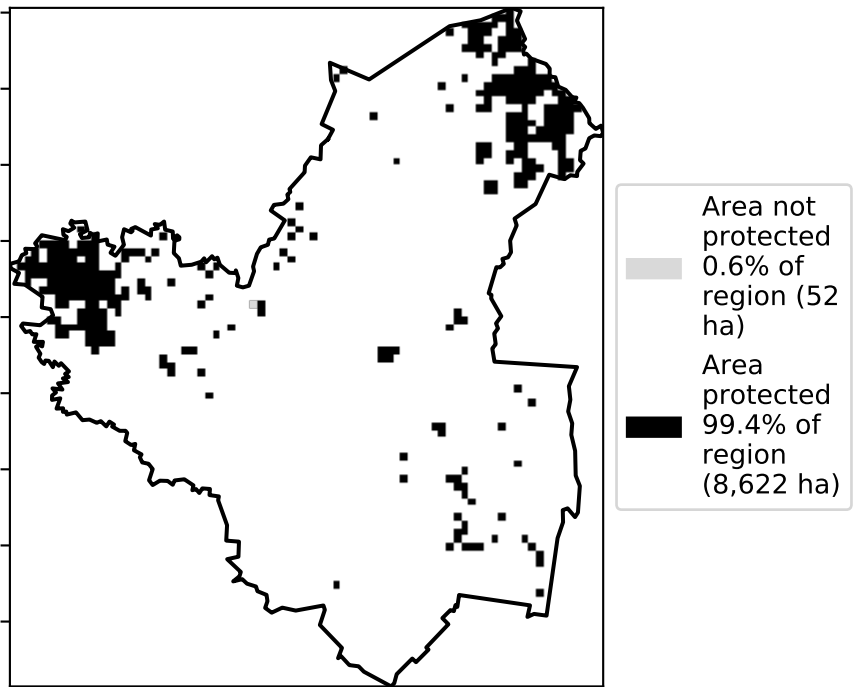 Area not
protected
0.6% of
region (52
ha)
Area
protected
99.4% of
region
(8,622 ha)